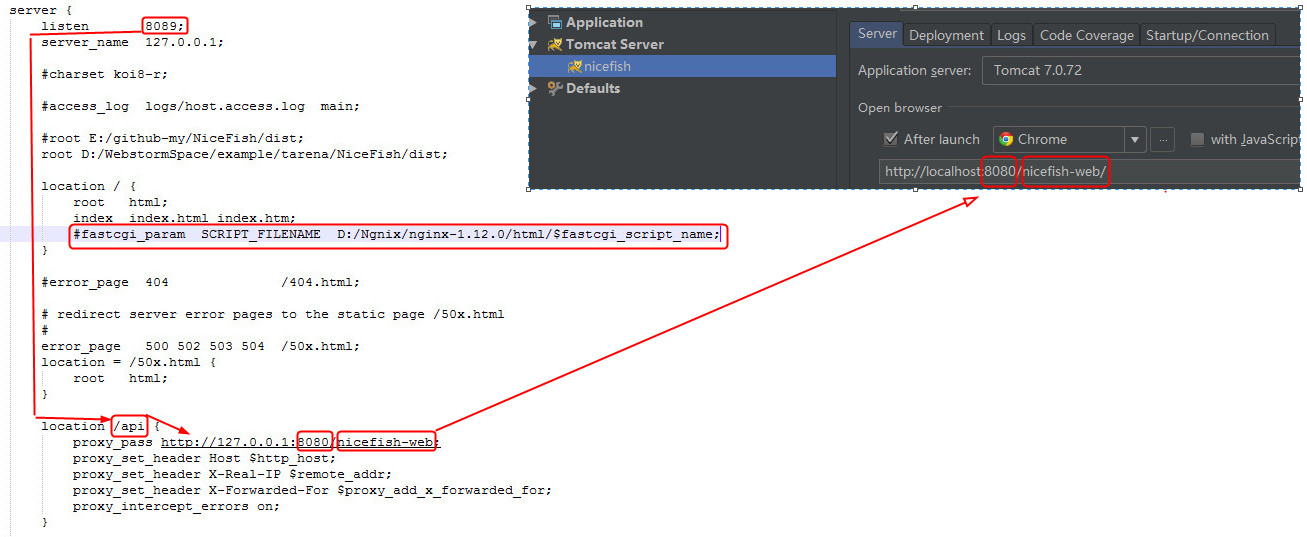 server {
listen 8089;
server_name 127.0.0.1;
#charset koi8-r;
#access_log logs/host.access.log main;
#root E:/github-my/NiceFish/dist;
root D:/WebstormSpace/example/tarena/NiceFish/dist;
location / {
root html;
index index.html index.htm;
#fastcgi_param SCRIPT_FILENAME D:/Ngnix/nginx-1.12.0/html/$fastcgi_script_name;
}
#error_page 404 /404.html;
# redirect server error pages to the static page /50x.html
#
error_page 500 502 503 504 /50x.html;
location = /50x.html {
root html;
}
location /api {
proxy_pass http://127.0.0.1:8080/nicefish-web;
proxy_set_header Host $http_host;
proxy_set_header X-Real-IP $remote_addr;
proxy_set_header X-Forwarded-For $proxy_add_x_forwarded_for;
proxy_intercept_errors on;
}
Application
Tomcat Server
nicefish
Defaults
Server Deployment Logs Code Coverage Startup/Connection
Application server: Tomcat 7.0.72
Open browser
After launch Chrome ... with JavaScrip
http://localhost:8080/nicefish-web/